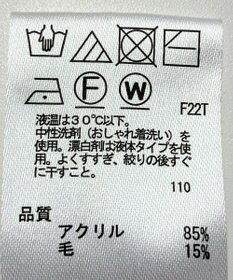 F
W
F22T
液温は30℃以下。
中性洗剤（おしゃれ着洗い）を使
用。漂白剤は液体タイプを使用
。よくすすぎ、絞りの後すぐ
に干すこと。
110
品質
アクリル 85%
毛 15%